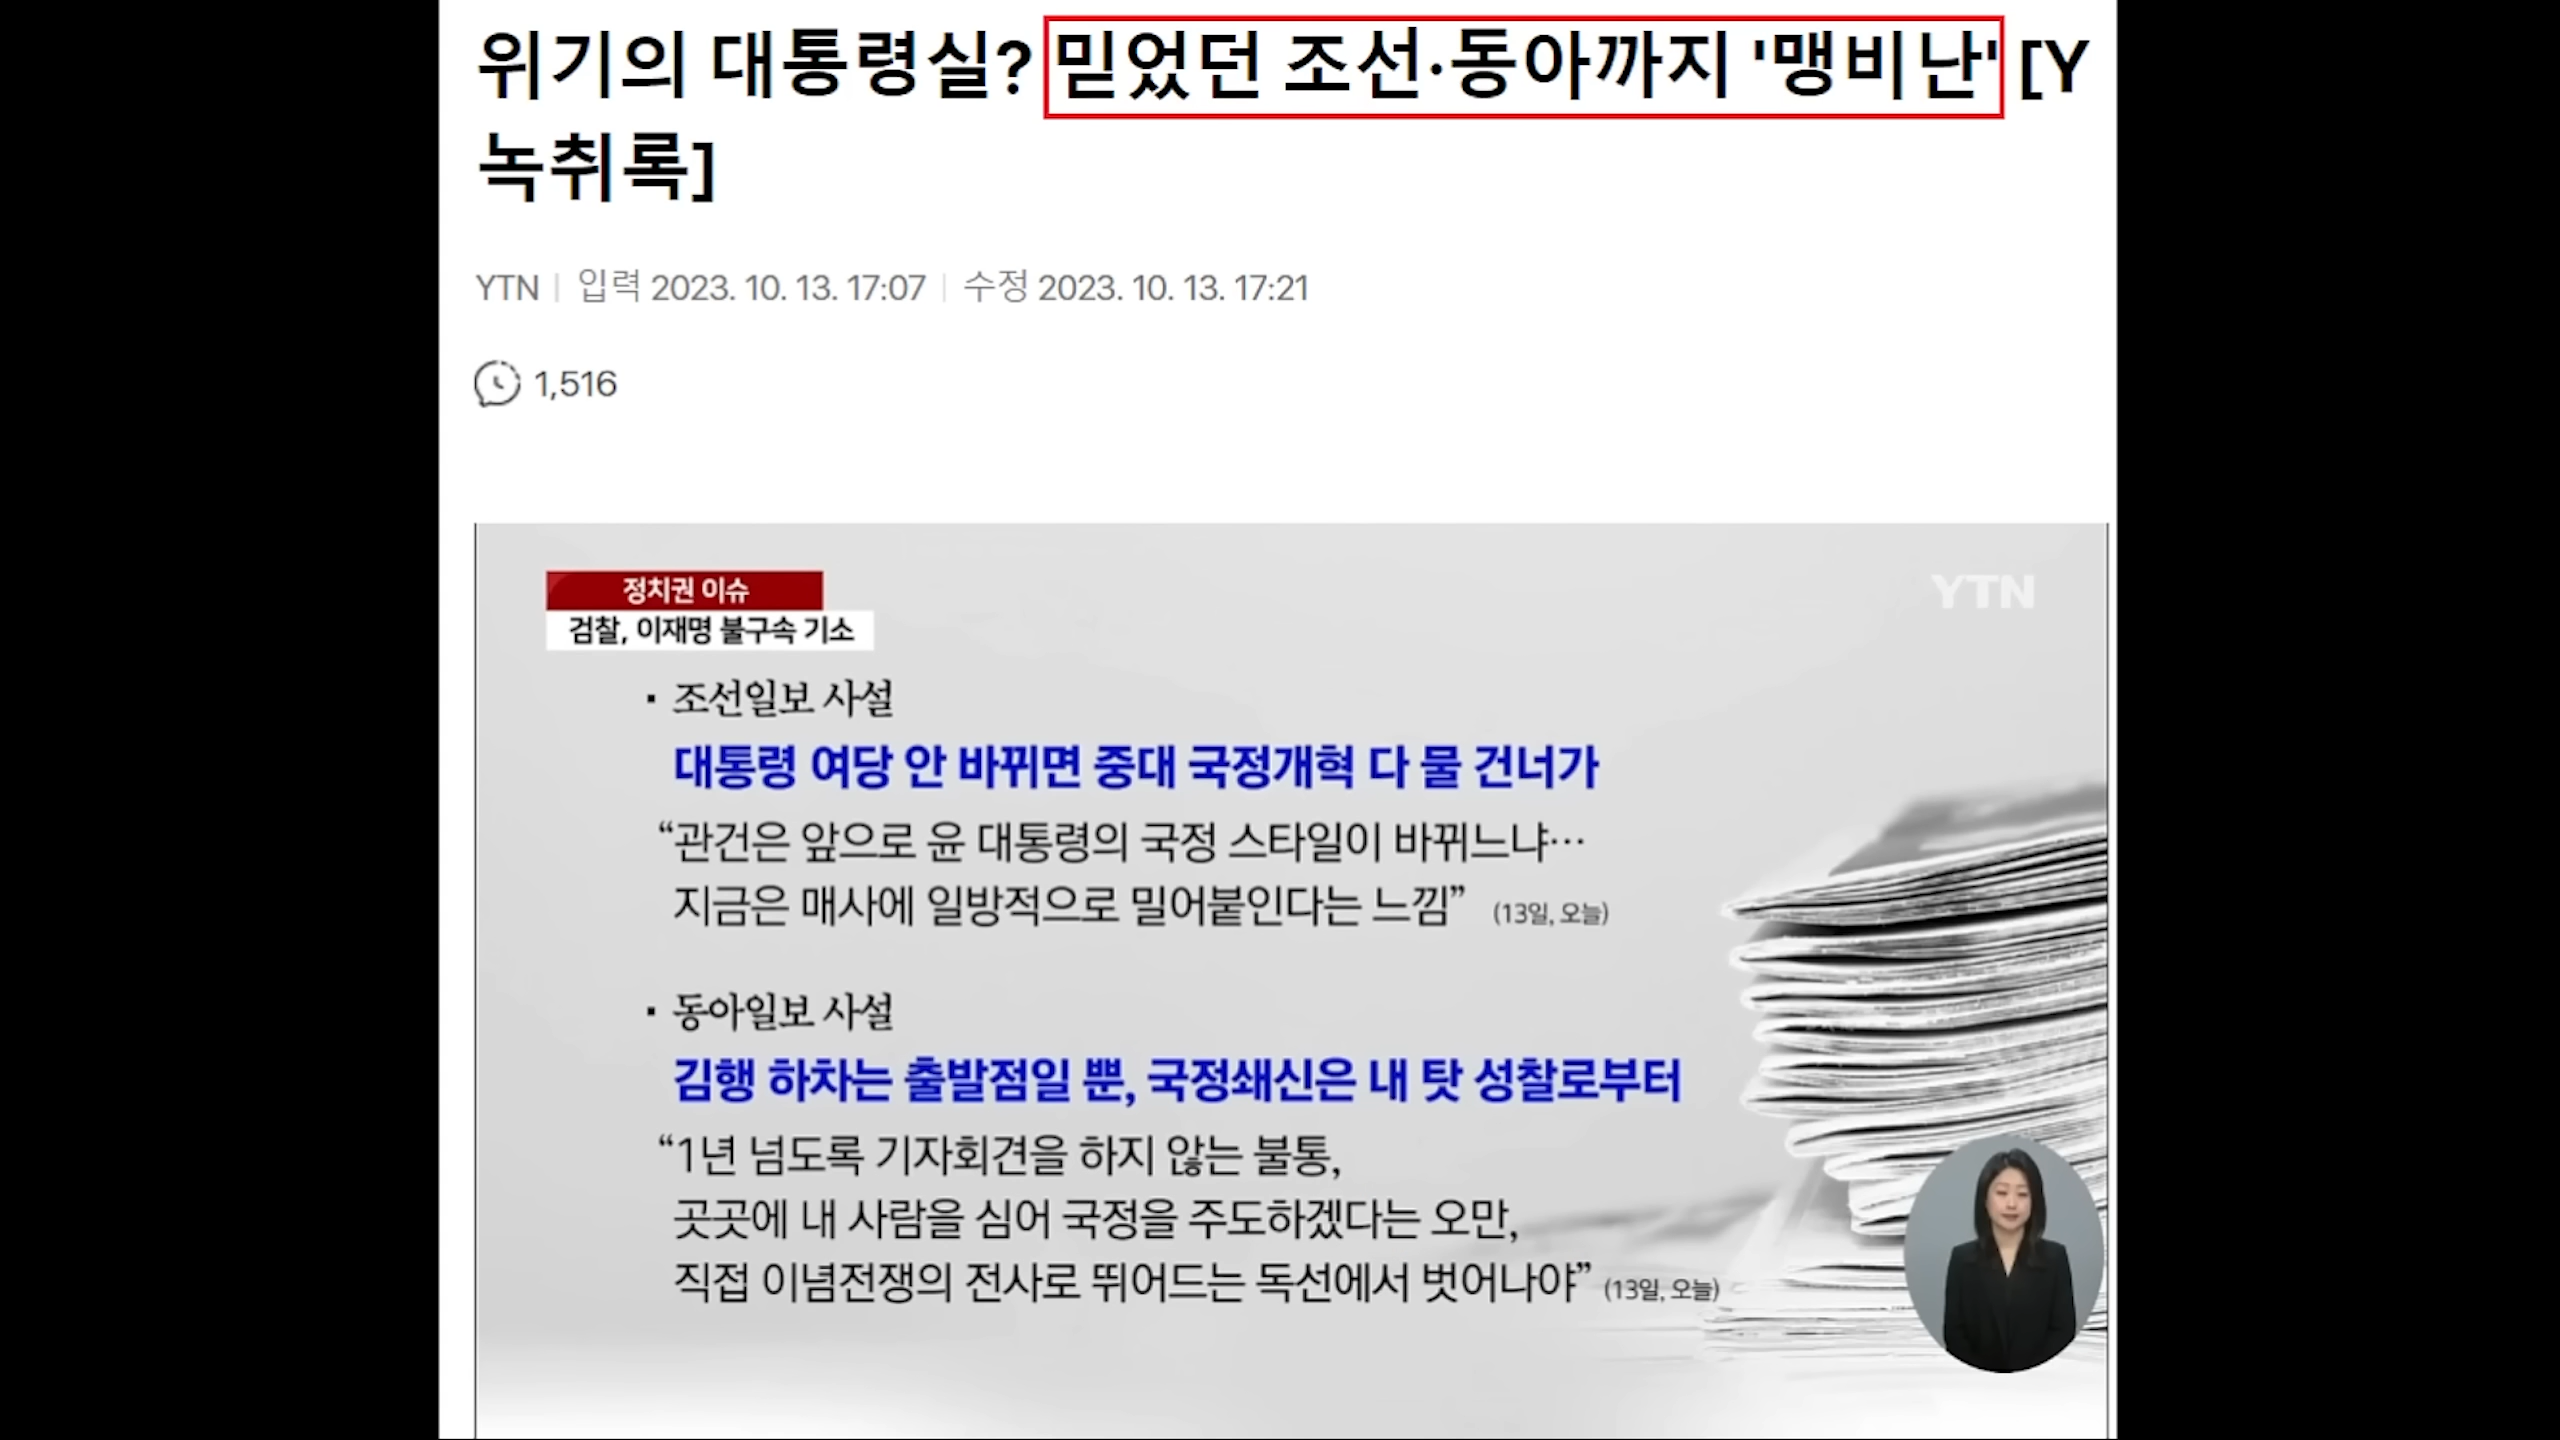 위기의 대통령실? 믿었던 조선·동아까지 '맹비난' [Y
녹취록]
YTN | 입력 2023. 10. 13. 17:07 | 수정 2023. 10. 13. 17:21
1,516
정치권 이슈
YTN
검찰, 이재명 불구속 기소
· 조선일보 사설
대통령 여당 안 바뀌면 중대 국정개혁 다 물 건너가
“관건은 앞으로 윤 대통령의 국정 스타일이 바뀌느냐…
지금은 매사에 일방적으로 밀어붙인다는 느낌” (13일, 오늘)
· 동아일보 사설
김행 하차는 출발점일 뿐, 국정쇄신은 내 탓 성찰로부터
“1년 넘도록 기자회견을 하지 않는 불통,
곳곳에 내 사람을 심어 국정을 주도하겠다는 오만,
직접 이념전쟁의 전사로 뛰어드는 독선에서 벗어나야” (13일, 오늘)